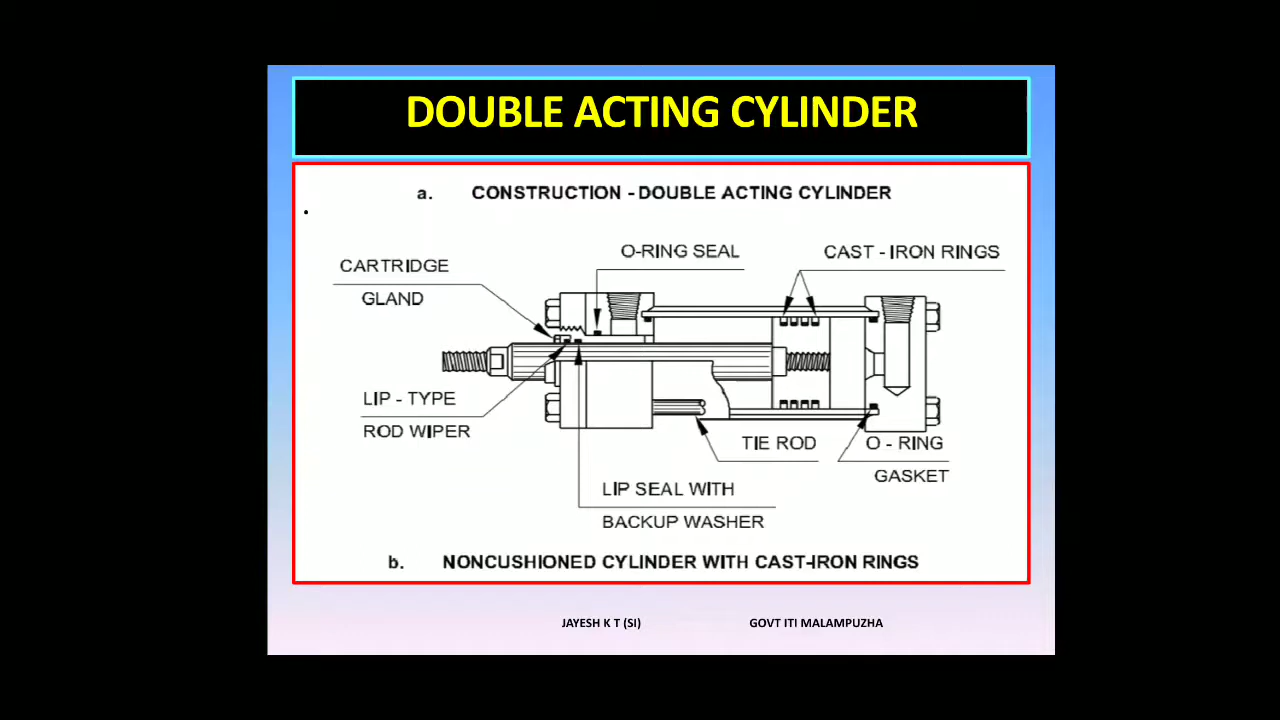 DOUBLE ACTING CYLINDER
a. CONSTRUCTION - DOUBLE ACTING CYLINDER
O-RING SEAL
CAST - IRON RINGS
CARTRIDGE
GLAND
LIP - TYPE
ROD WIPER
TIE ROD
O - RING
GASKET
LIP SEAL WITH
BACKUP WASHER
b. NONCUSHIONED CYLINDER WITH CAST-IRON RINGS
JAYESH K T (SI)
GOVT ITI MALAMPUZHA